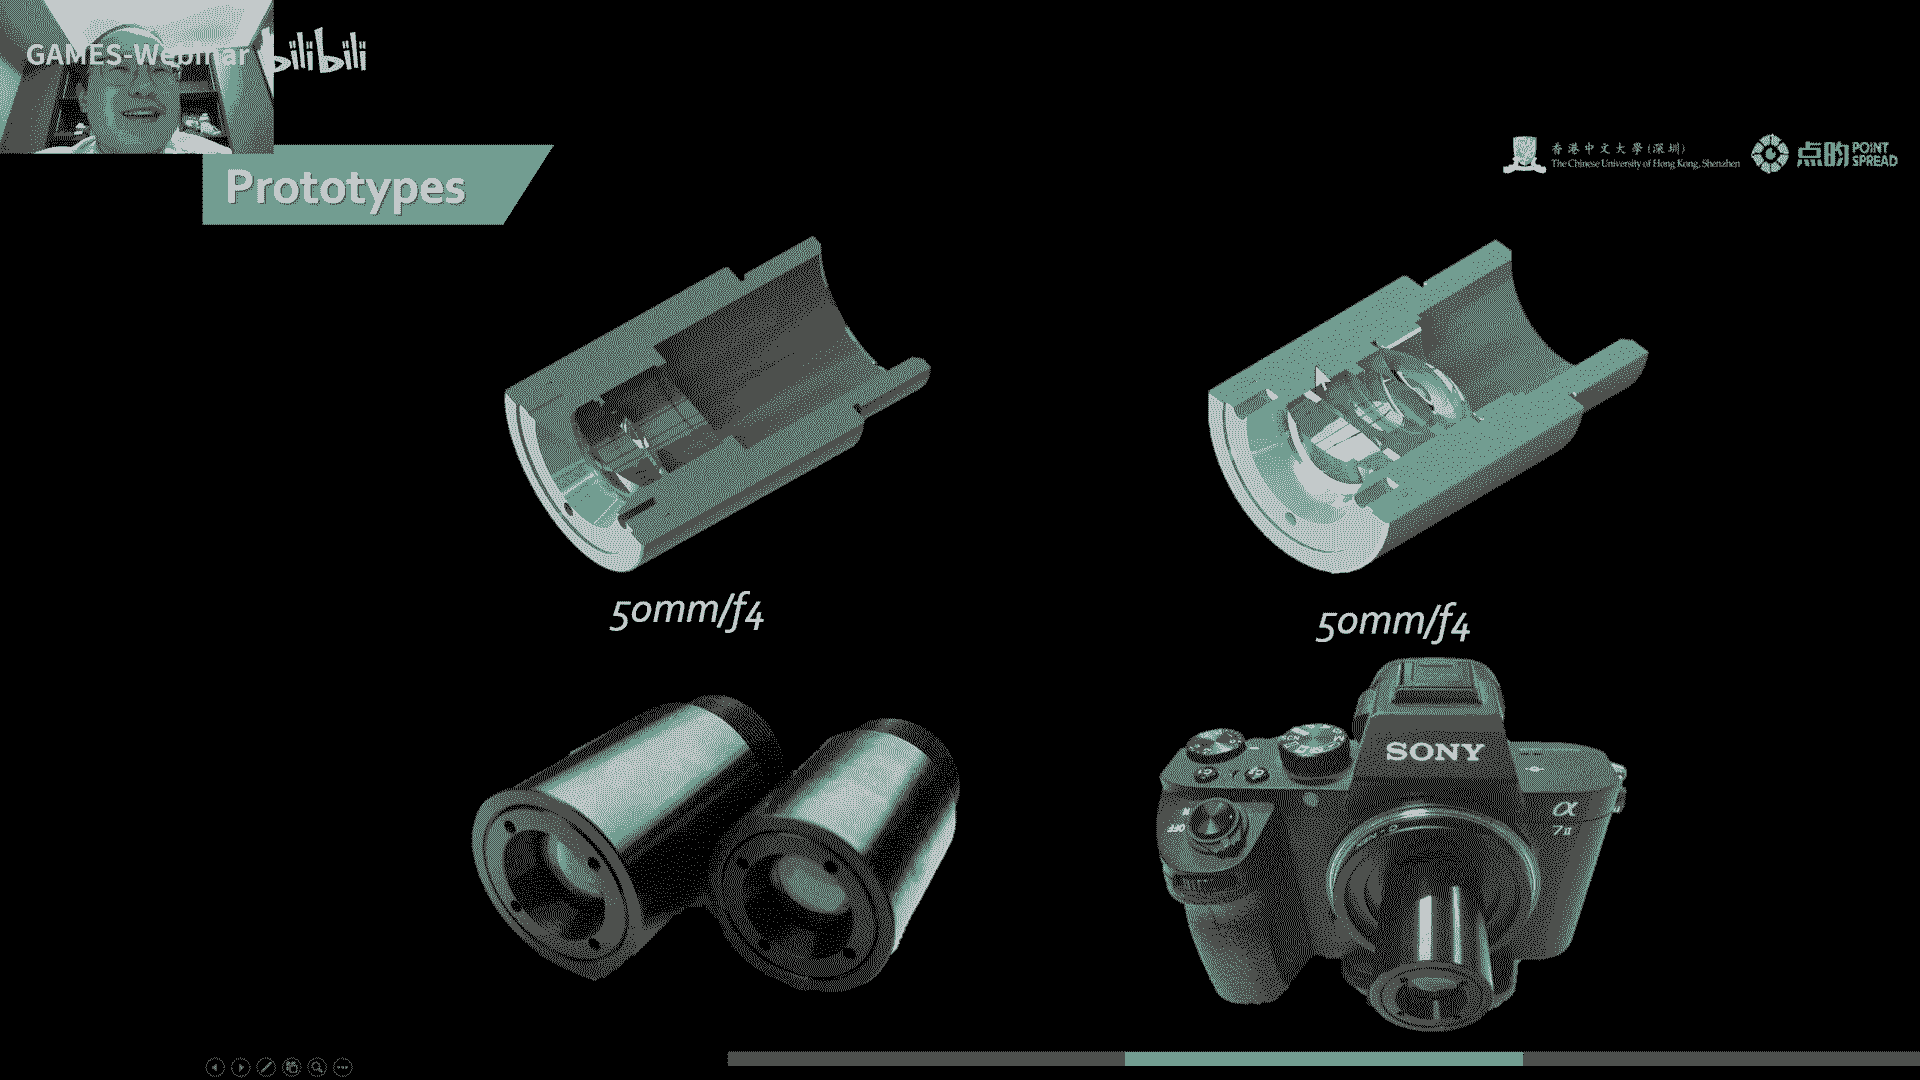 GAMES-Webinar
bilibili
香港中文大學(深圳)
The Chinese University of Hong Kong, Shenzhen
点昀
POINT
SPREAD
Prototypes
50mm/f4
50mm/f4
SONY
α
7II
OFF